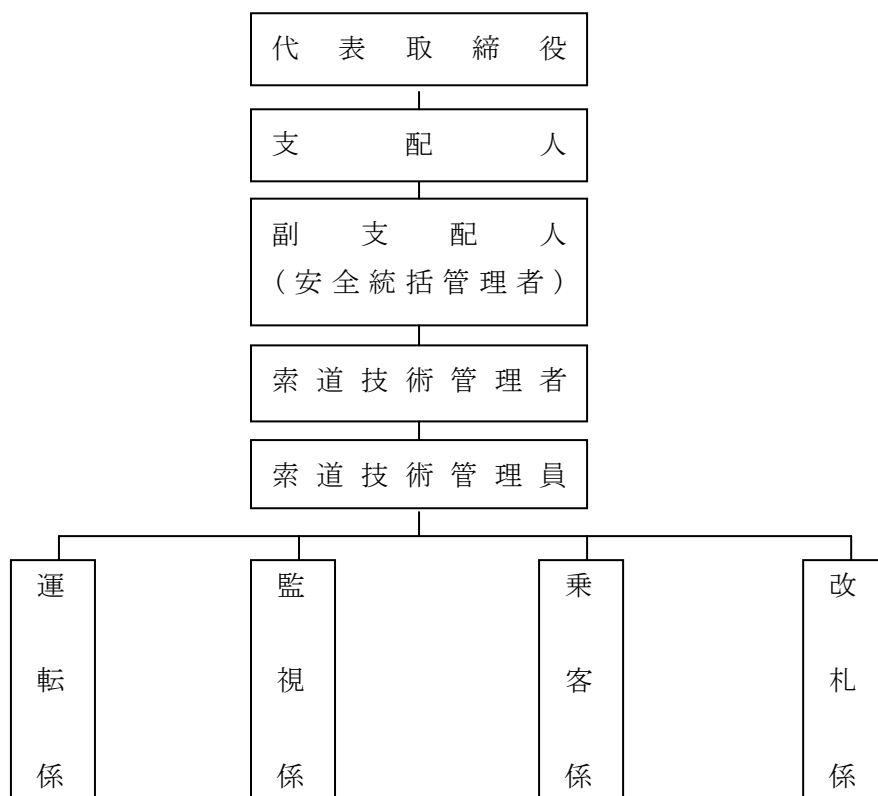 代表取締役
支配人
副支配人
（安全統括管理者）
索道技術管理者
索道技術管理員
運転係
監視係
乗客係
改札係